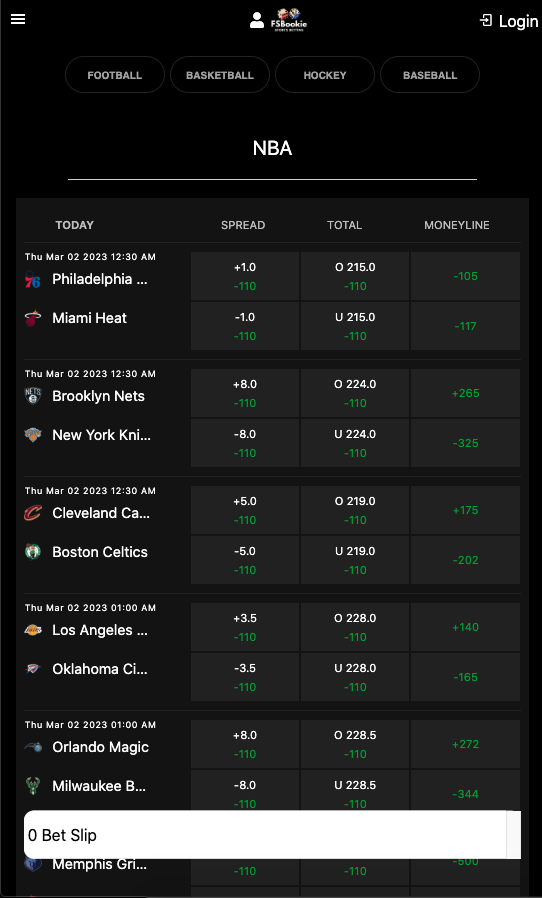 FSBookie
SPORTS BETTING
Login
FOOTBALL
BASKETBALL
HOCKEY
BASEBALL
NBA
TODAY SPREAD TOTAL MONEYLINE
Thu Mar 02 2023 12:30 AM
76
Philadelphia ...
+1.0
-110
O 215.0
-110
-105
Miami Heat
-1.0
-110
U 215.0
-110
-117
Thu Mar 02 2023 12:30 AM
NETS
B
Brooklyn Nets
+8.0
-110
O 224.0
-110
+265
New York Kni...
-8.0
-110
U 224.0
-110
-325
Thu Mar 02 2023 12:30 AM
Cleveland Ca...
+5.0
-110
O 219.0
-110
+175
Boston Celtics
-5.0
-110
U 219.0
-110
-202
Thu Mar 02 2023 01:00 AM
Los Angeles ...
+3.5
-110
O 228.0
-110
+140
Oklahoma Ci...
-3.5
-110
U 228.0
-110
-165
Thu Mar 02 2023 01:00 AM
Orlando Magic
+8.0
-110
O 228.5
-110
+272
Milwaukee B...
-8.0
-110
U 228.5
-110
-344
0 Bet Slip
Memphis Gri...
-110
-110
-500